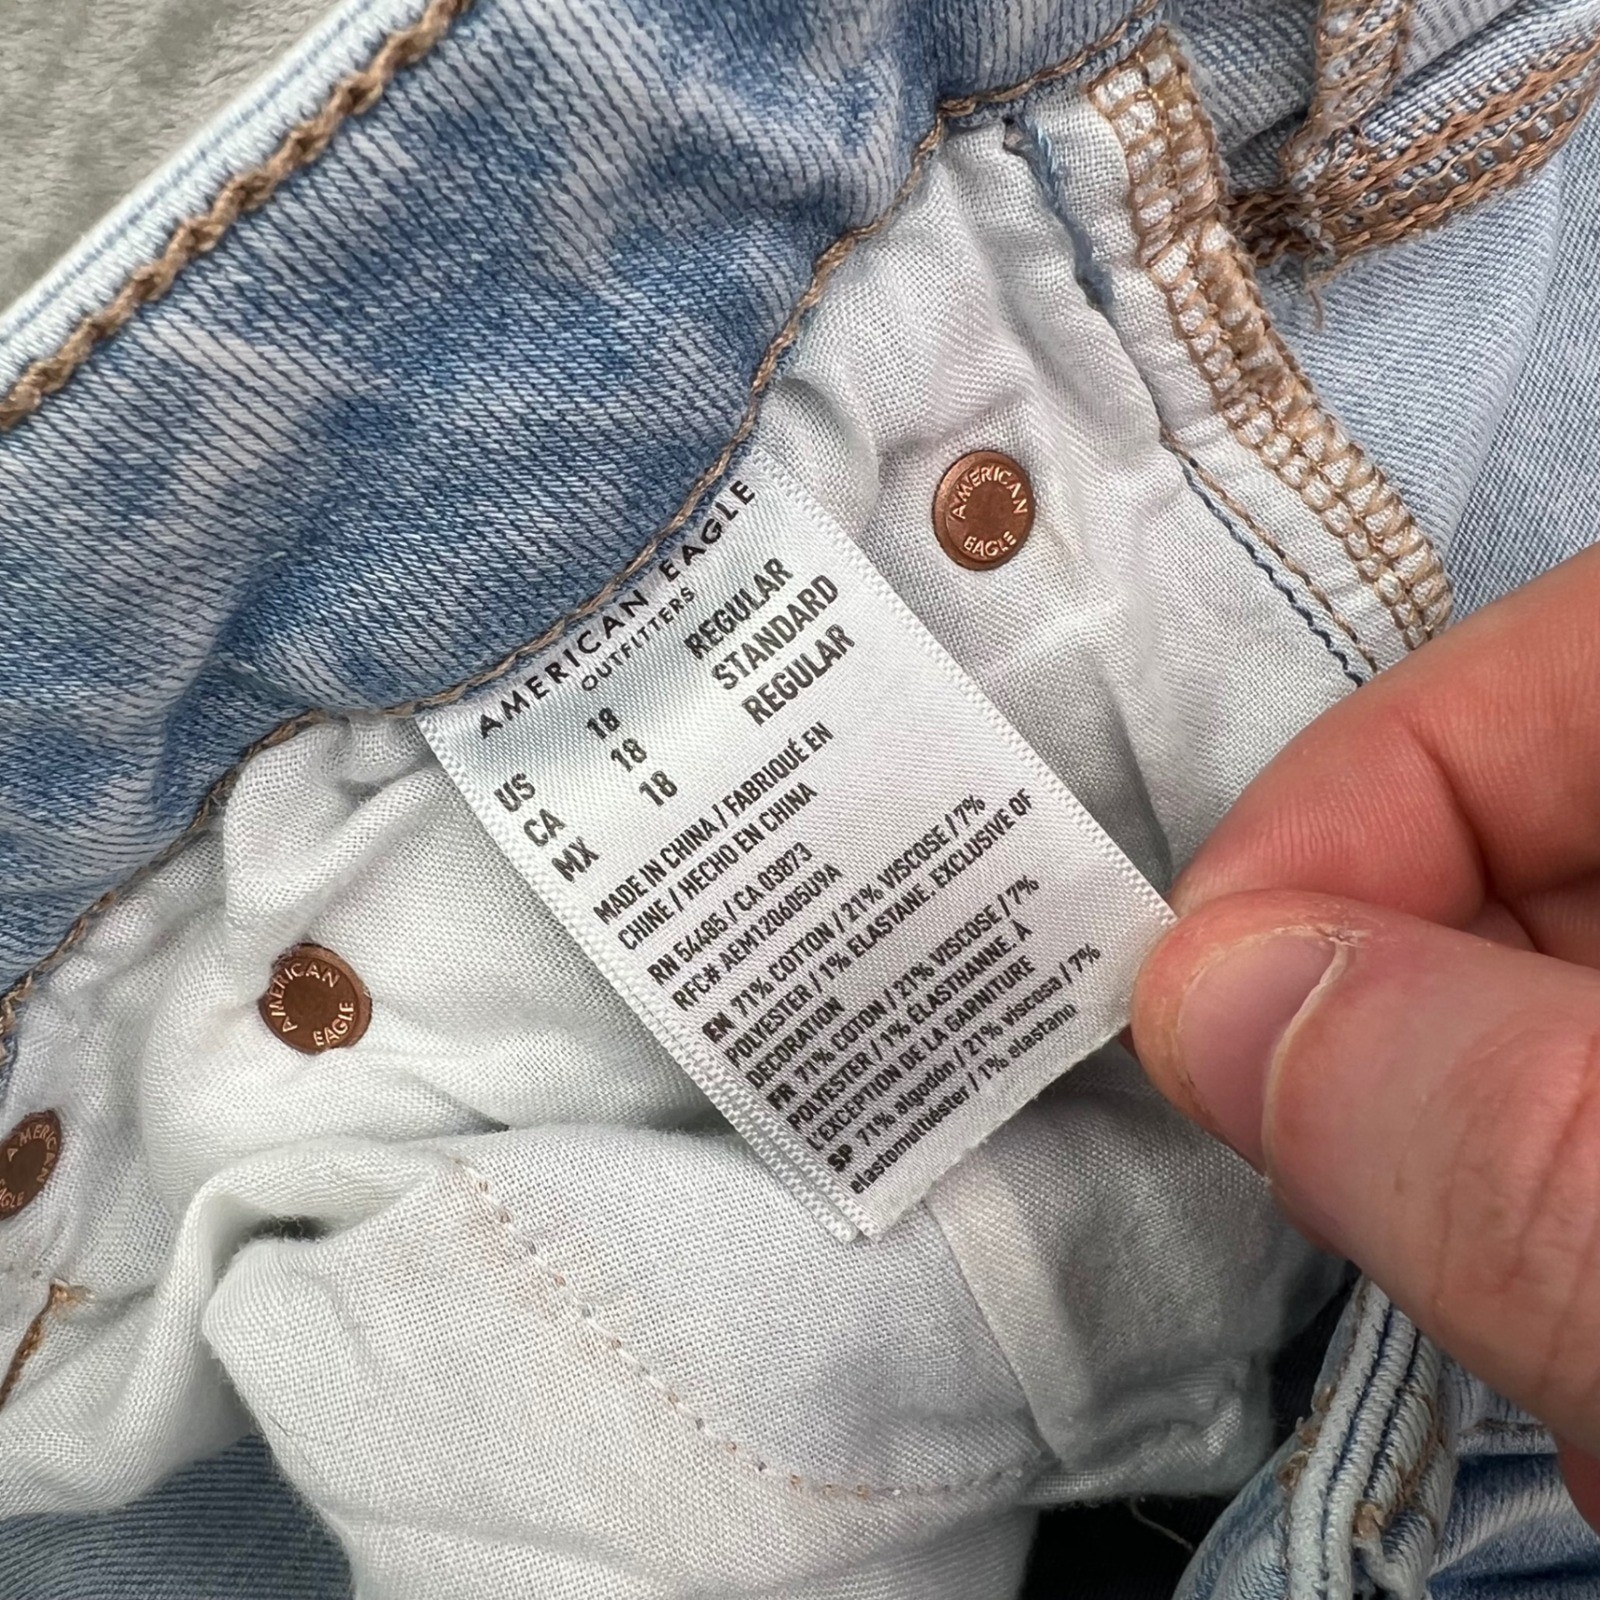 AMERICAN EAGLE
OUTFITTERS
US 18 REGULAR
CA 18 STANDARD
MX 18 REGULAR
MADE IN CHINA / FABRIQUÉ EN
CHINE / HECHO EN CHINA
RN 54485 / CA 03873
RFC# AEM120605U9A
EN 71% COTTON / 21% VISCOSE / 7%
POLYESTER / 1% ELASTANE. EXCLUSIVE OF
DECORATION
FR 71% COTON / 21% VISCOSE / 7%
POLYESTER / 1% ÉLASTHANNE. À
L'EXCEPTION DE LA GARNITURE
SP 71% algodón / 21% viscosa / 7%
elastomultiéster / 1% elastano
AMERICAN
EAGLE
AMERICAN
EAGLE
AMERICAN
EAGLE